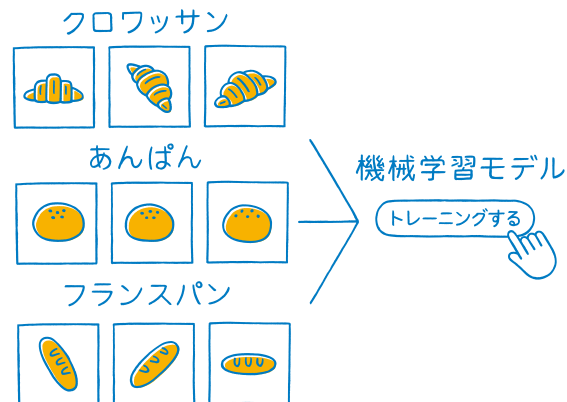 クロワッサン
あんぱん
フランスパン
機械学習モデル
トレーニングする